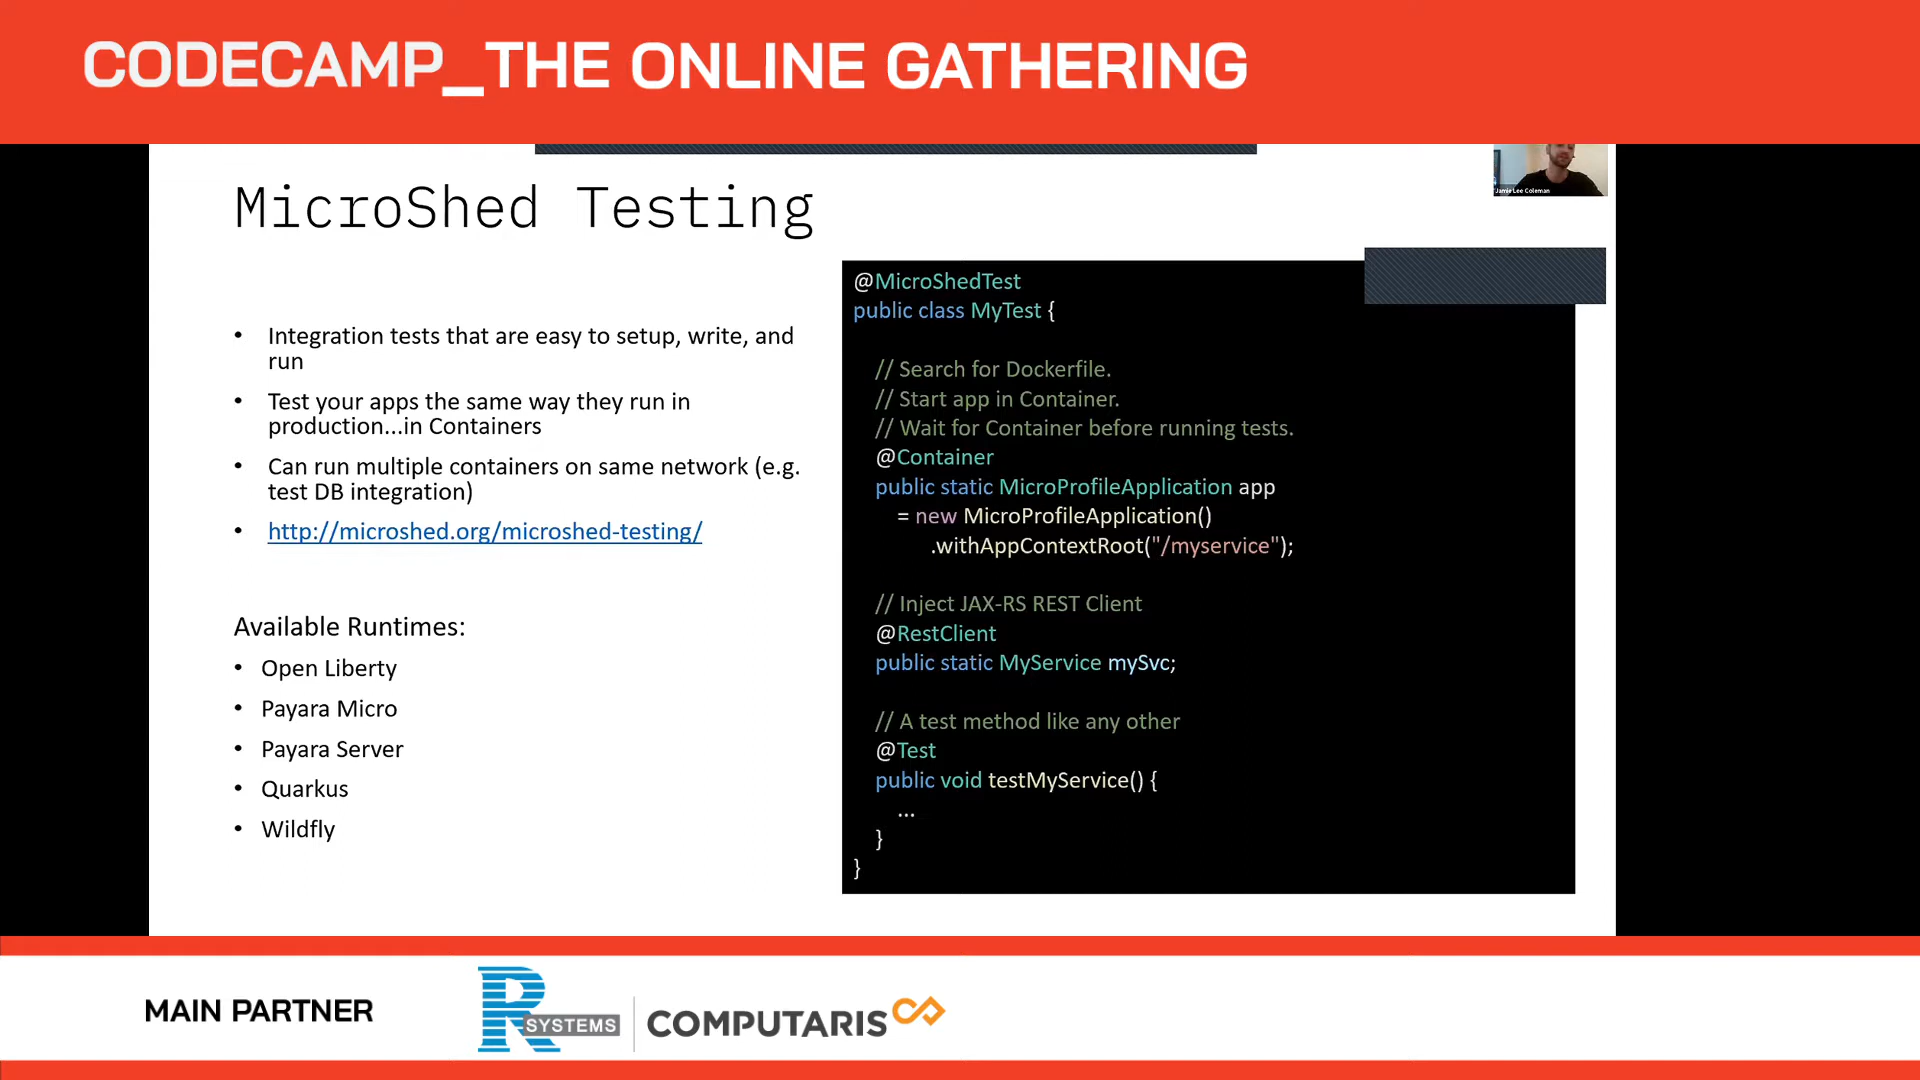 CODECAMP_THE ONLINE GATHERING
Jamie Lee Coleman
MicroShed Testing
• Integration tests that are easy to setup, write, and
run
• Test your apps the same way they run in
production...in Containers
• Can run multiple containers on same network (e.g.
test DB integration)
• http://microshed.org/microshed-testing/
Available Runtimes:
• Open Liberty
• Payara Micro
• Payara Server
• Quarkus
• Wildfly
@MicroShedTest
public class MyTest {
// Search for Dockerfile.
// Start app in Container.
// Wait for Container before running tests.
@Container
public static MicroProfileApplication app
= new MicroProfileApplication()
.withAppContextRoot("/myservice");
// Inject JAX-RS REST Client
@RestClient
public static MyService mySvc;
// A test method like any other
@Test
public void testMyService() {
...
}
}
MAIN PARTNER
R SYSTEMS
COMPUTARIS